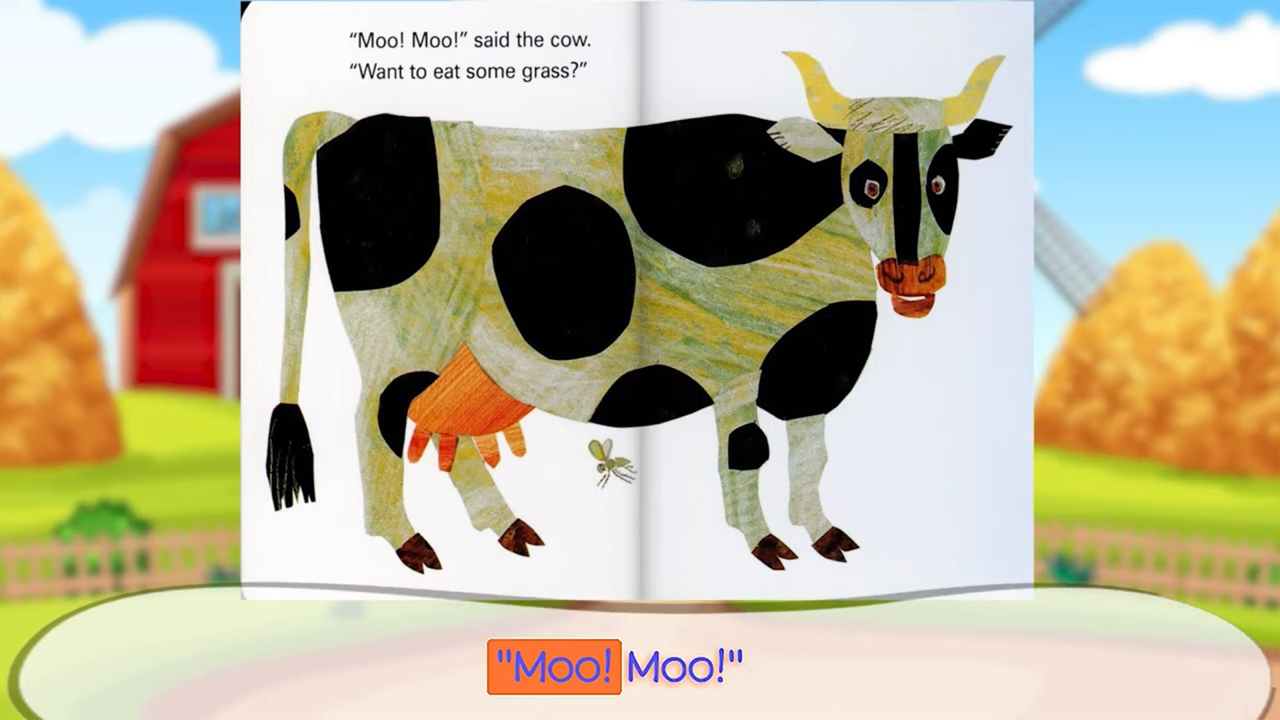 “Moo! Moo!” said the cow.
“Want to eat some grass?”
"Moo! Moo!"